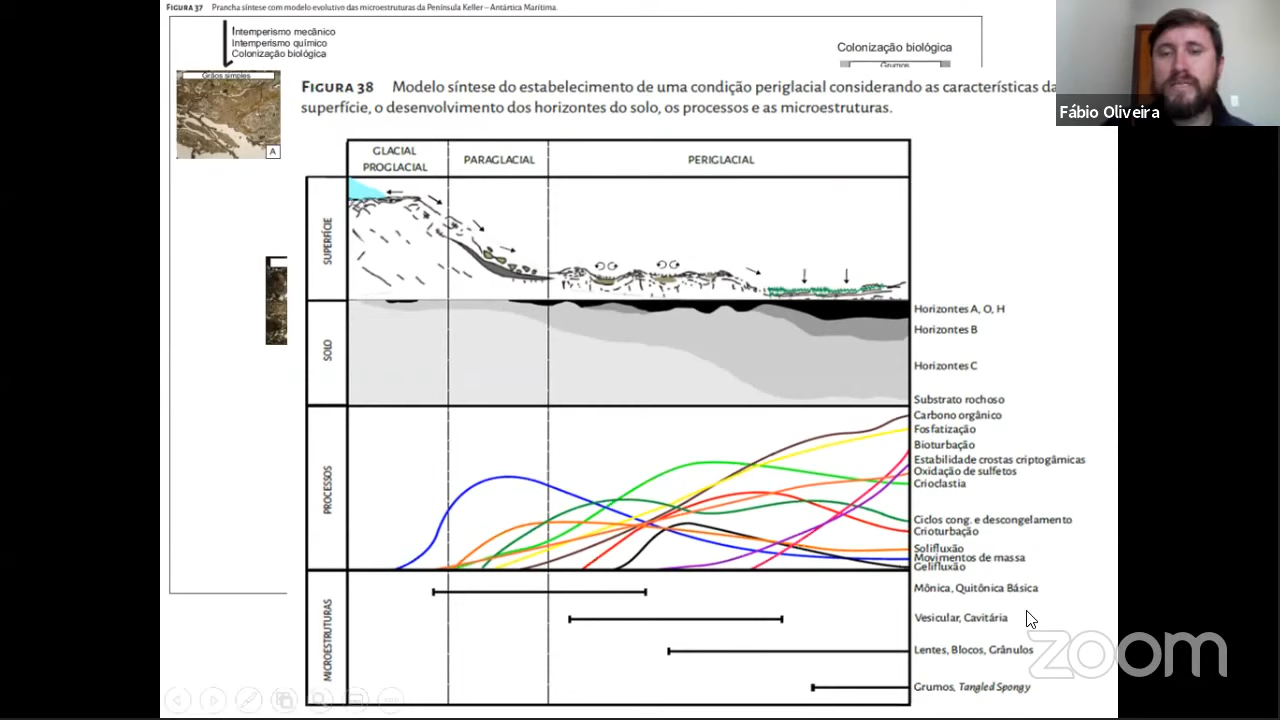 FIGURA 37 Prancha síntese com modelo evolutivo das microestruturas da Península Keller – Antártica Marítima.
Intemperismo mecânico
Intemperismo químico
Colonização biológica
Grãos simples
A
Colonização biológica
Grumos
FIGURA 38 Modelo síntese do estabelecimento de uma condição periglacial considerando as características da
superfície, o desenvolvimento dos horizontes do solo, os processos e as microestruturas.
Fábio Oliveira
GLACIAL
PROGLACIAL
PARAGLACIAL
PERIGLACIAL
SUPERFÍCIE
SOLO
Horizontes A, O, H
Horizontes B
Horizontes C
Substrato rochoso
PROCESSOS
Carbono orgânico
Fosfatização
Bioturbação
Estabilidade crostas criptogâmicas
Oxidação de sulfetos
Crioclastia
Ciclos cong. e descongelamento
Crioturbação
Solifluxão
Movimentos de massa
Gelifluxão
MICROESTRUTURAS
Mônica, Quitônica Básica
Vesicular, Cavitária
Lentes, Blocos, Grânulos
Grumos, Tangled Spongy
zoom